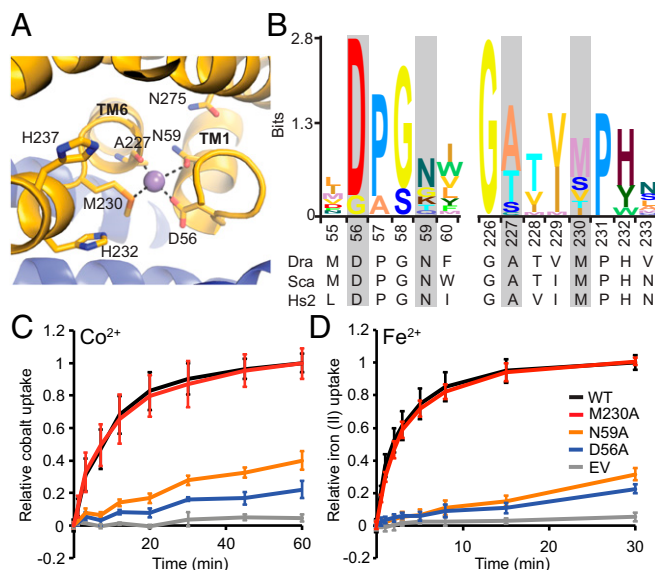 A
TM6
N275
H237
A227
N59
TM1
M230
D56
H232
B
Bits
2.8
1.3
0
D P G N
G A S
G A T Y M P H
55 56 57 58 59 60 226 227 228 229 230 231 232 233
Dra M D P G N F G A T V M P H V
Sca M D P G N W G A T I M P H N
Hs2 L D P G N I G A V I M P H N
C
Co2+
Relative cobalt uptake
1.2
1
0.8
0.6
0.4
0.2
0
-0.2
0 20 40 60
Time (min)
D
Fe2+
Relative iron (II) uptake
1.2
1
0.8
0.6
0.4
0.2
0
-0.2
0 10 20 30
Time (min)
WT
M230A
N59A
D56A
EV